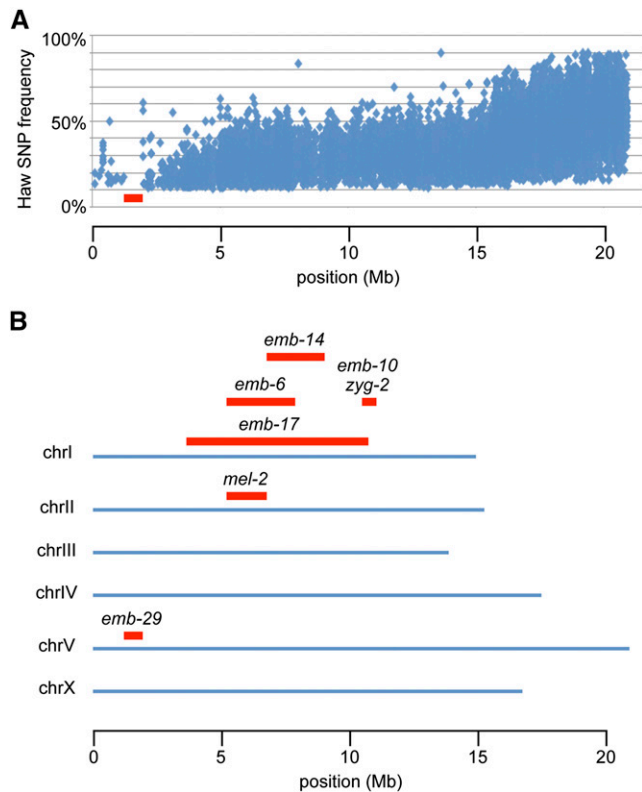 A
100%
50%
0%
Haw SNP frequency
0 5 10 15 20
position (Mb)
B
emb-14
emb-10
emb-6 zyg-2
emb-17
chrI
mel-2
chrII
chrIII
chrIV
emb-29
chrV
chrX
0 5 10 15 20
position (Mb)